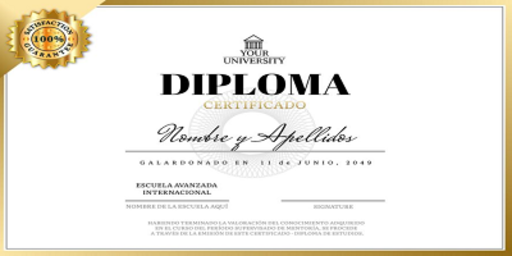 SATISFACTION
100%
GUARANTEE
YOUR
UNIVERSITY
DIPLOMA
CERTIFICADO
Nombre y Apellidos
GALARDONADO EN 11 de JUNIO, 2049
ESCUELA AVANZADA
INTERNACIONAL
NOMBRE DE LA ESCUELA AQUÍ
SIGNATURE
HABIENDO TERMINADO LA VALORACIÓN DEL CONOCIMIENTO ADQUIRIDO
EN EL CURSO DEL PERÍODO SUPERVISADO DE MENTORÍA, SE PROCEDE
A TRAVÉS DE LA EMISIÓN DE ESTE CERTIFICADO - DIPLOMA DE ESTUDIOS.